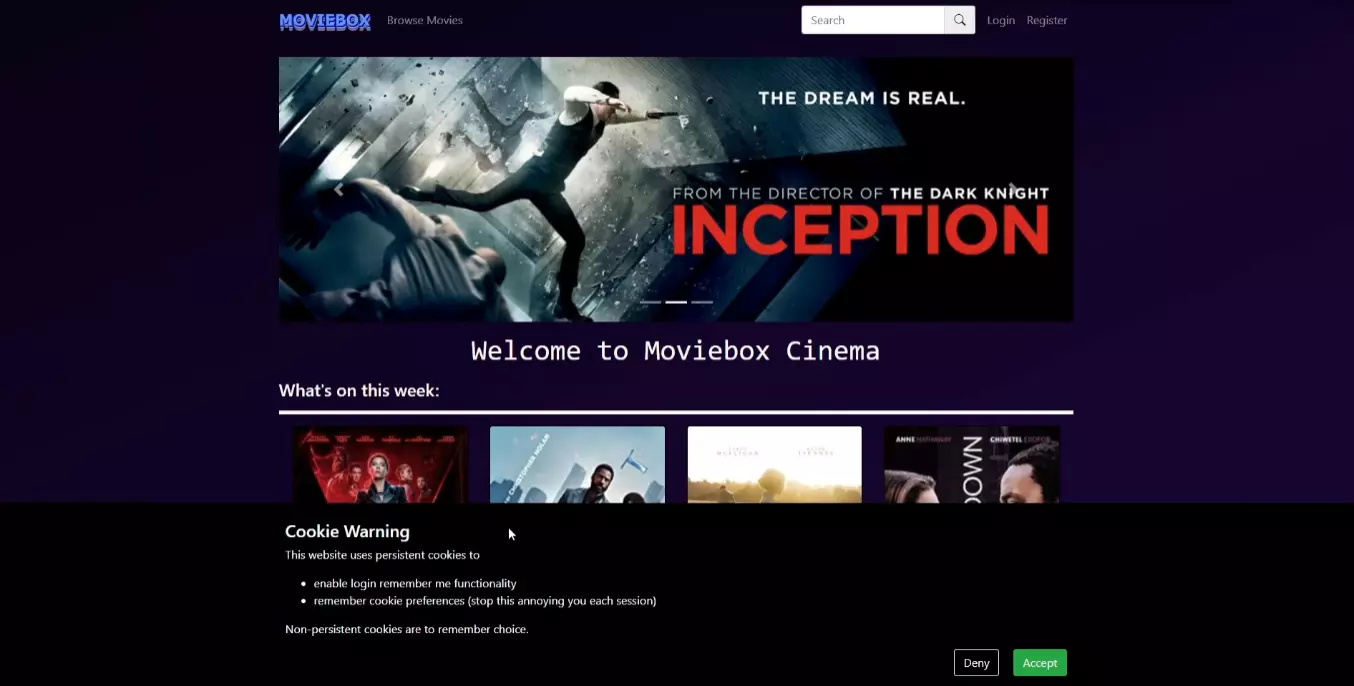 MOVIEBOX Browse Movies Search Login Register
THE DREAM IS REAL.
FROM THE DIRECTOR OF THE DARK KNIGHT
INCEPTION
Welcome to Moviebox Cinema
What's on this week:
CHRISTOPHER NOLAN
ANNE HATHAWAY CHIWETEL
DOWN
Cookie Warning
This website uses persistent cookies to
• enable login remember me functionality
• remember cookie preferences (stop this annoying you each session)
Non-persistent cookies are to remember choice.
Deny Accept